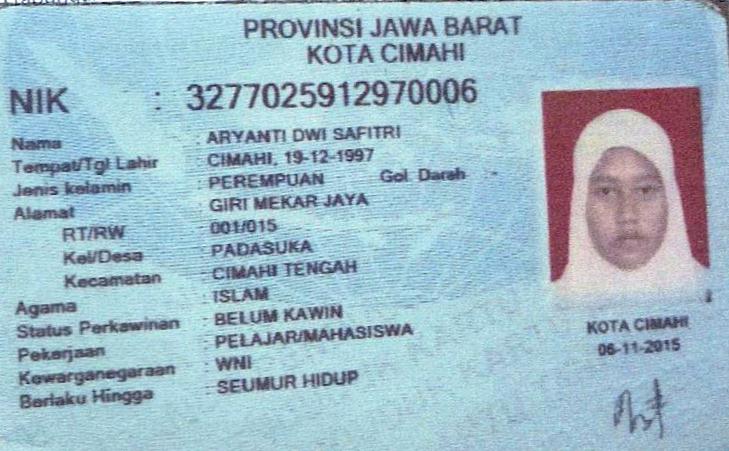 PROVINSI JAWA BARAT
KOTA CIMAHI
NIK : 3277025912970006
Nama : ARYANTI DWI SAFITRI
Tempat/Tgl Lahir : CIMAHI, 19-12-1997
Jenis kelamin : PEREMPUAN Gol. Darah : -
Alamat : GIRI MEKAR JAYA
RT/RW : 001/015
Kel/Desa : PADASUKA
Kecamatan : CIMAHI TENGAH
Agama : ISLAM
Status Perkawinan : BELUM KAWIN
Pekerjaan : PELAJAR/MAHASISWA
Kewarganegaraan : WNI
Berlaku Hingga : SEUMUR HIDUP
KOTA CIMAHI
06-11-2015